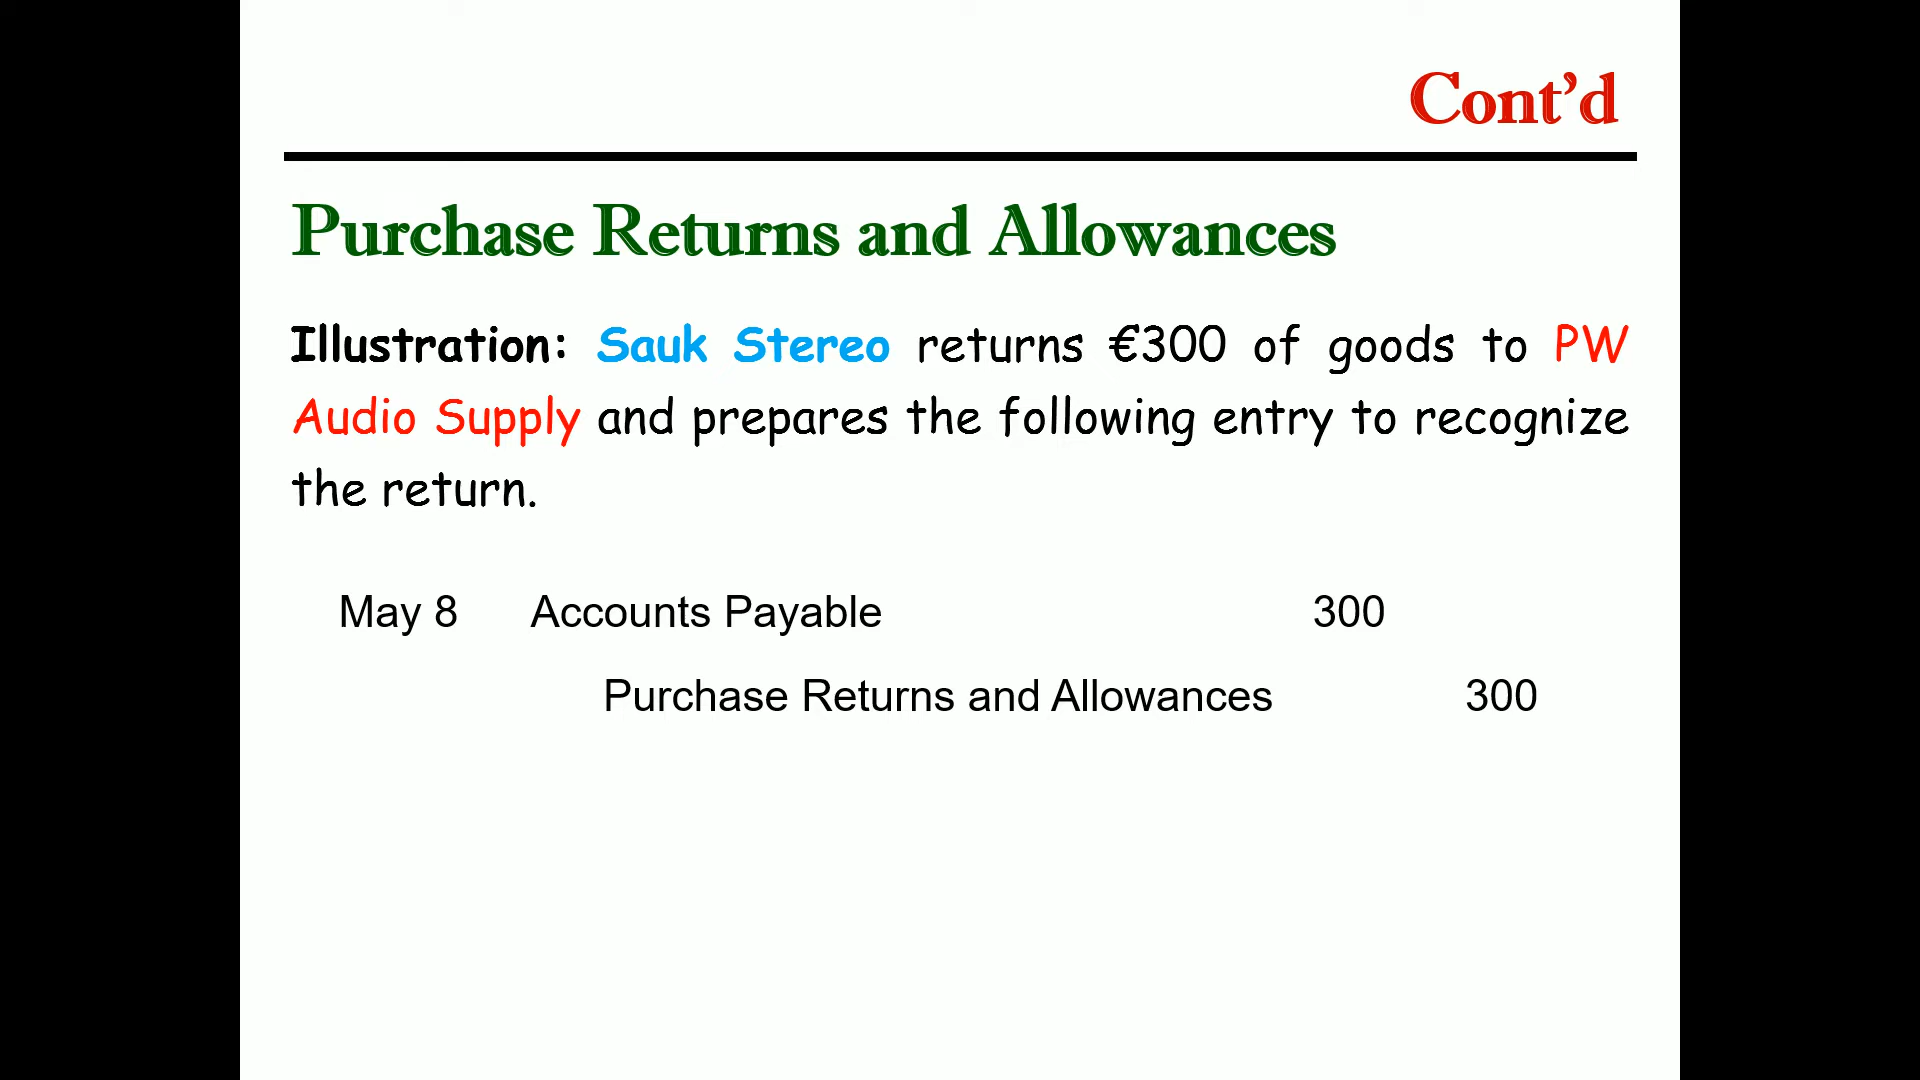 Cont’d
Purchase Returns and Allowances
Illustration: Sauk Stereo returns €300 of goods to PW
Audio Supply and prepares the following entry to recognize
the return.
May 8 Accounts Payable 300
Purchase Returns and Allowances 300